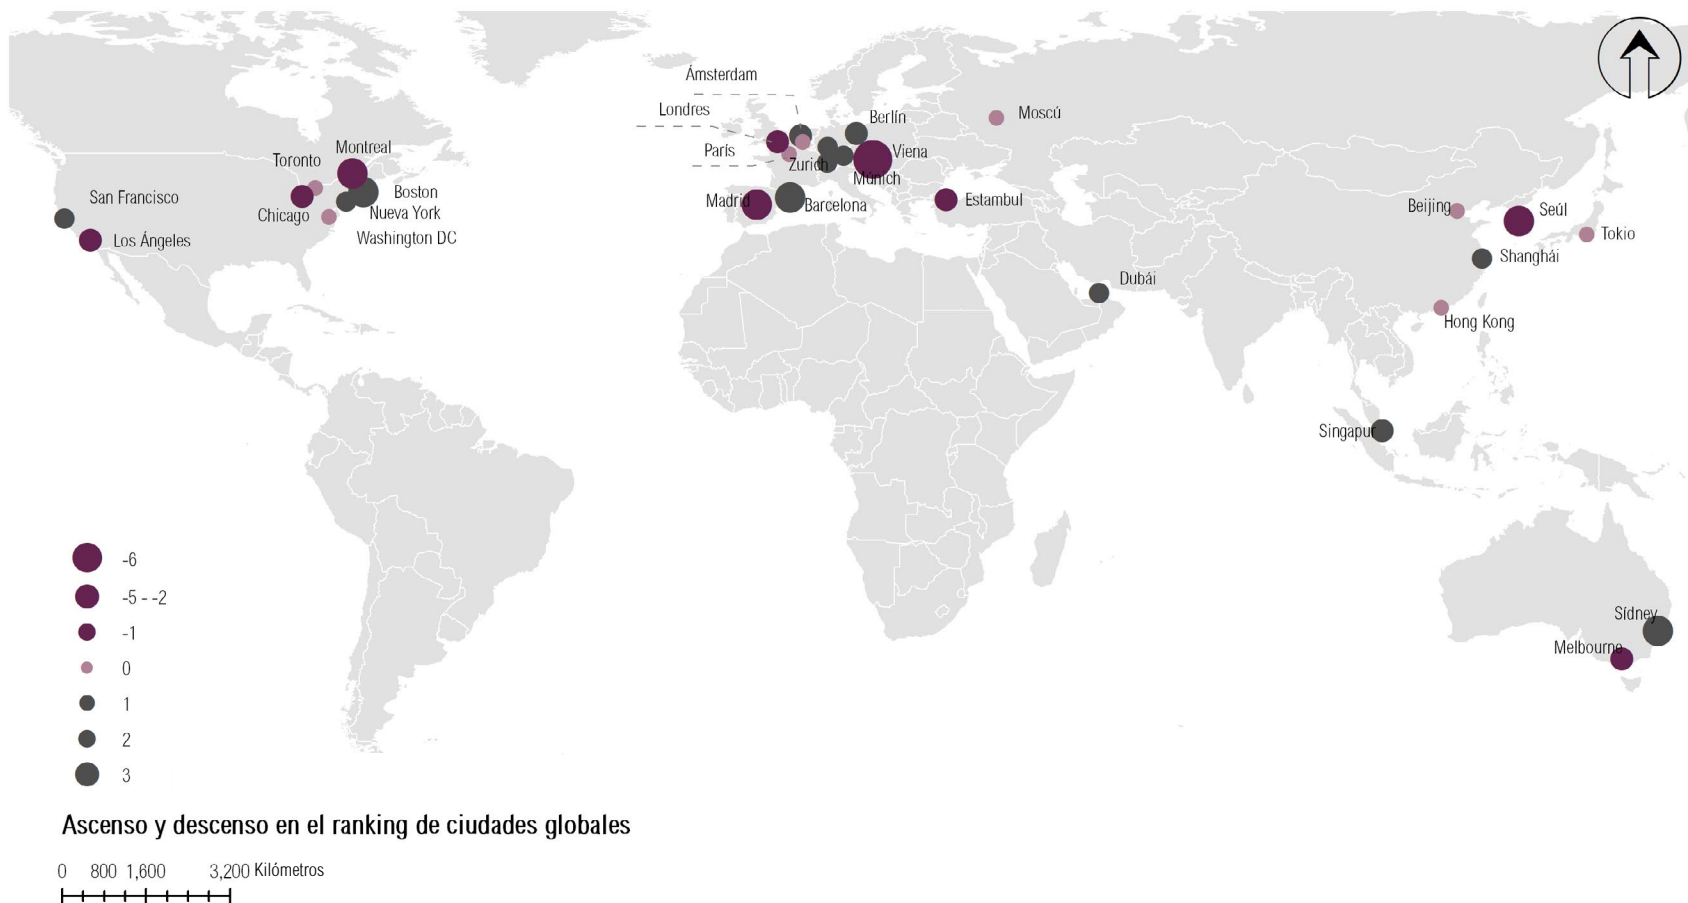 Ámsterdam
Londres
París
Berlín
Moscú
Zurich
Viena
Múnich
Madrid
Barcelona
Estambul
Montreal
Toronto
San Francisco
Boston
Chicago
Nueva York
Washington DC
Los Ángeles
Beijing
Seúl
Tokio
Shanghái
Dubái
Hong Kong
Singapur
Sídney
Melbourne
-6
-5 - -2
-1
0
1
2
3
Ascenso y descenso en el ranking de ciudades globales
0 800 1,600 3,200 Kilómetros